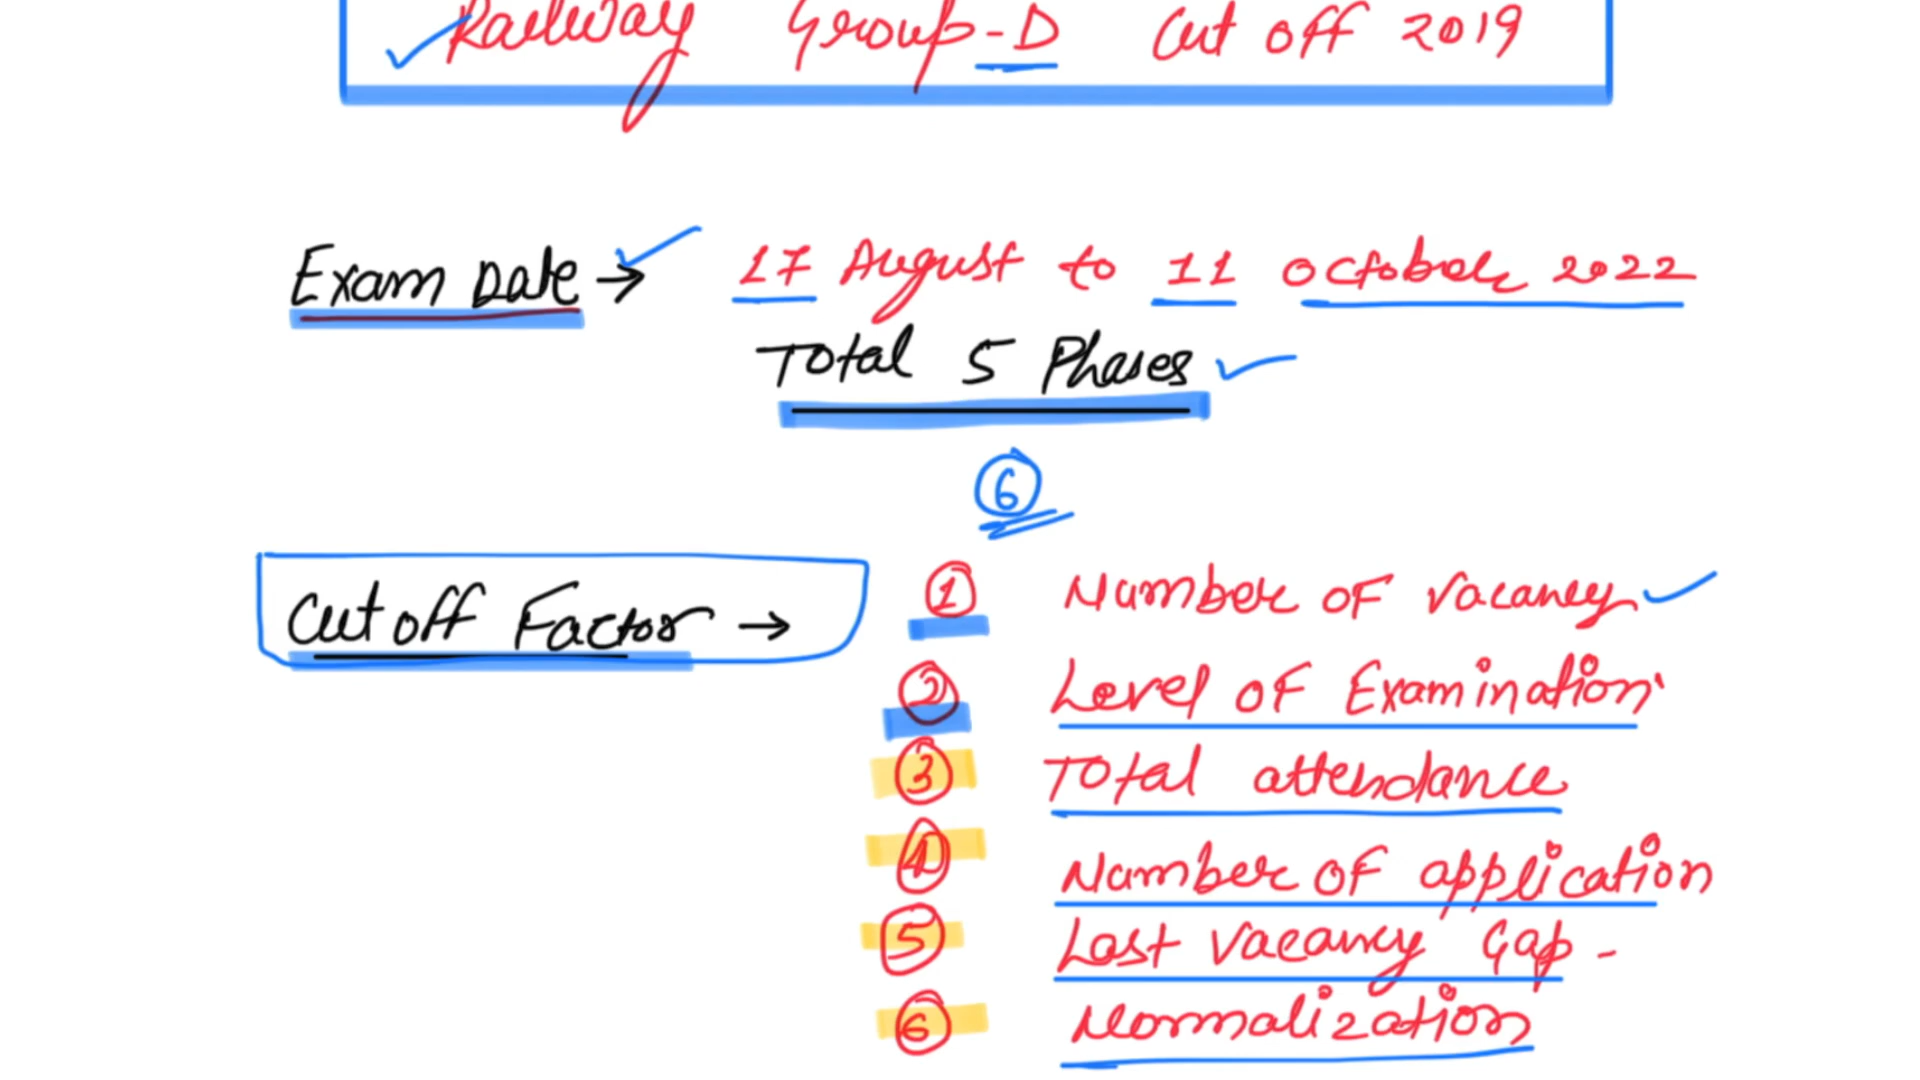 Railway Group-D Cut off 2019
Exam Date → 17 August to 11 october 2022
Total 5 Phases
6
Cut off Factor → 1 Number of vacancy
2 Level of Examination
3 Total attendance
4 Number of application
5 Last vacancy Gap -
6 Normalization